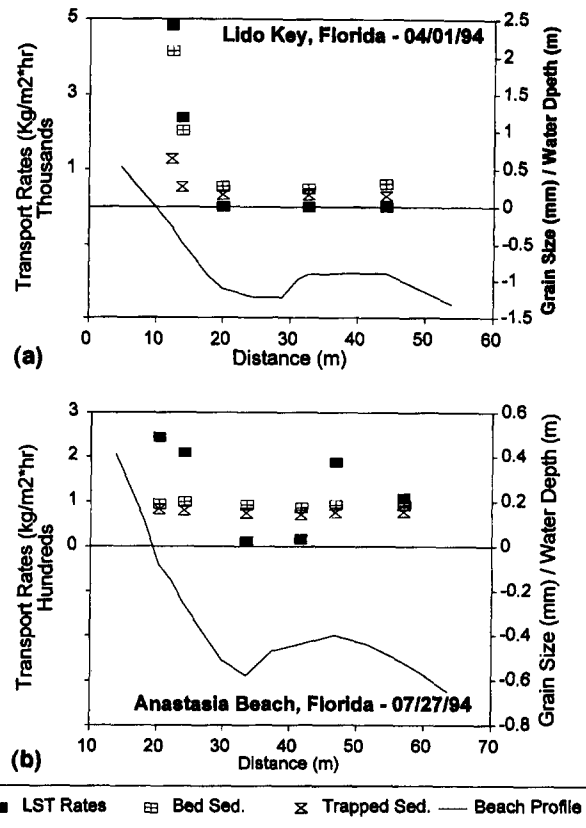 Lido Key, Florida - 04/01/94
Transport Rates (Kg/m2*hr)
Thousands
5
3
1
2.5
2
1.5
1
0.5
0
-0.5
-1
-1.5
Grain Size (mm) / Water Dpeth (m)
0
10
20
30
40
50
60
Distance (m)
(a)
Transport Rates (kg/m2*hr)
Hundreds
3
2
1
0
0.6
0.4
0.2
0
-0.2
-0.4
-0.6
-0.8
Grain Size (mm) / Water Depth (m)
Anastasia Beach, Florida - 07/27/94
10
20
30
40
50
60
70
Distance (m)
(b)
LST Rates
Bed Sed.
Trapped Sed.
Beach Profile